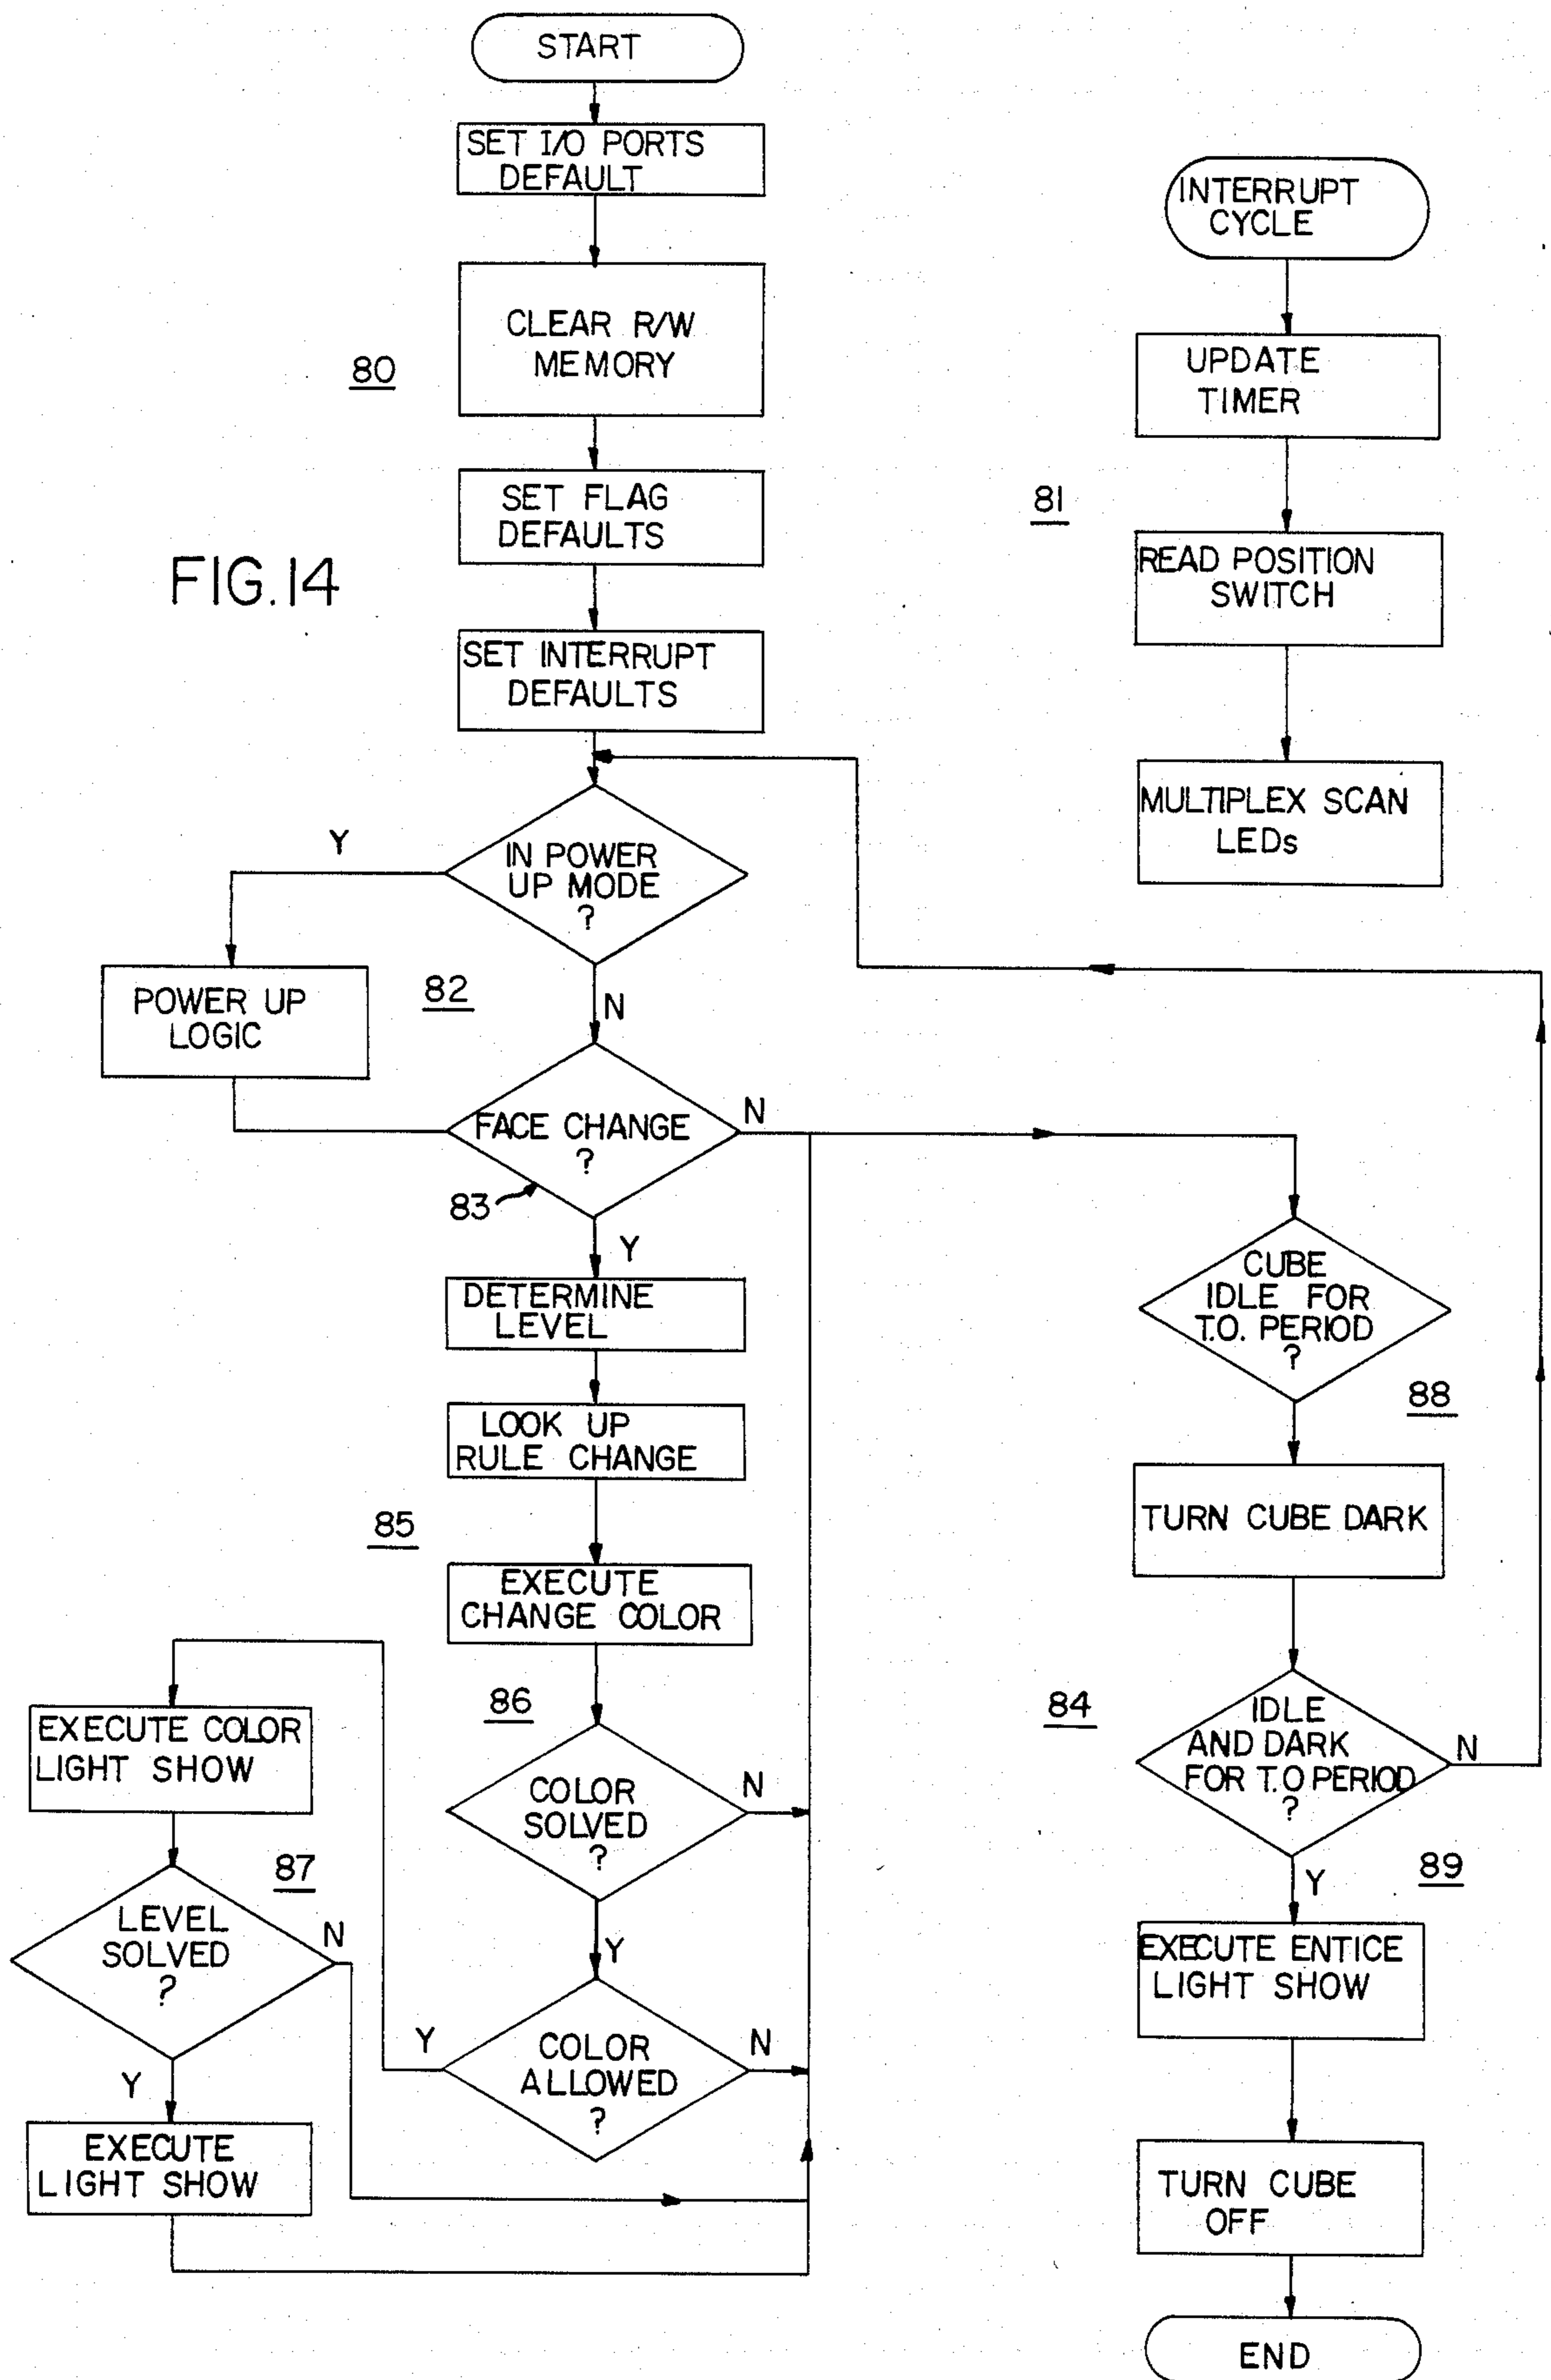 START
SET I/O PORTS
DEFAULT
CLEAR R/W
MEMORY
80
SET FLAG
DEFAULTS
FIG.14
SET INTERRUPT
DEFAULTS
INTERRUPT
CYCLE
UPDATE
TIMER
81
READ POSITION
SWITCH
MULTIPLEX SCAN
LEDs
Y
IN POWER
UP MODE
?
POWER UP
LOGIC
82
N
FACE CHANGE
?
N
83
Y
DETERMINE
LEVEL
LOOK UP
RULE CHANGE
85
EXECUTE
CHANGE COLOR
86
COLOR
SOLVED
?
N
Y
COLOR
ALLOWED
?
Y
N
EXECUTE COLOR
LIGHT SHOW
87
LEVEL
SOLVED
?
N
Y
EXECUTE
LIGHT SHOW
CUBE
IDLE FOR
T.O. PERIOD
?
88
TURN CUBE DARK
84
IDLE
AND DARK
FOR T.O PERIOD
?
N
Y
89
EXECUTE ENTICE
LIGHT SHOW
TURN CUBE
OFF
END